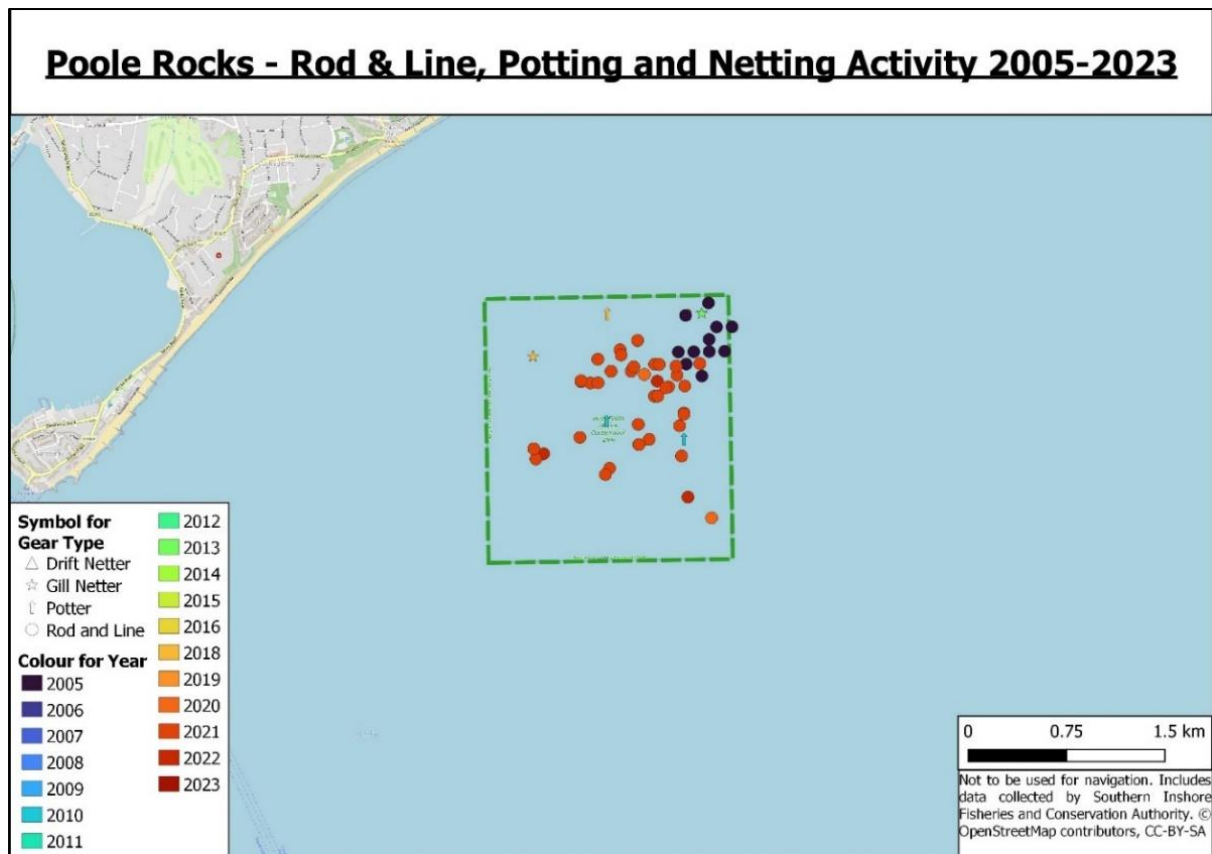 Poole Rocks - Rod & Line, Potting and Netting Activity 2005-2023
Symbol for
Gear Type
Drift Netter
Gill Netter
Potter
Rod and Line
Colour for Year
2005
2006
2007
2008
2009
2010
2011
2012
2013
2014
2015
2016
2018
2019
2020
2021
2022
2023
0 0.75 1.5 km
Not to be used for navigation. Includes
data collected by Southern Inshore
Fisheries and Conservation Authority. ©
OpenStreetMap contributors, CC-BY-SA